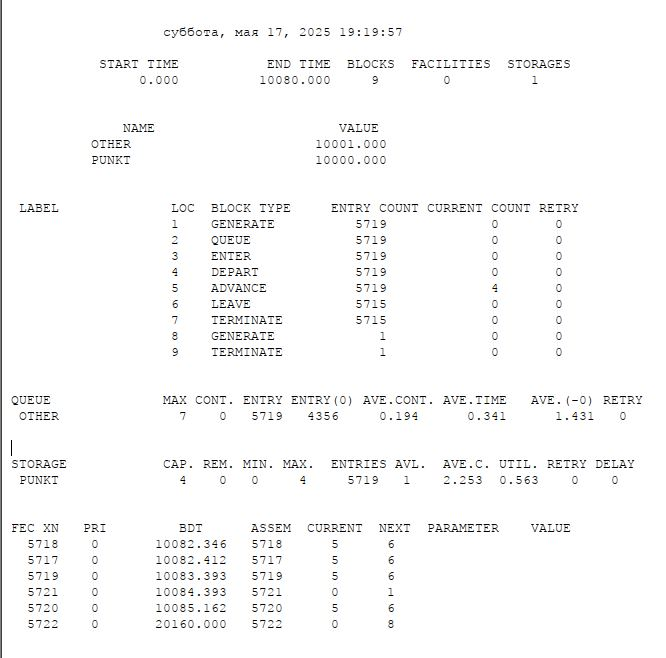 суббота, мая 17, 2025 19:19:57
START TIME END TIME BLOCKS FACILITIES STORAGES
0.000 10080.000 9 0 1
NAME VALUE
OTHER 10001.000
PUNKT 10000.000
LABEL LOC BLOCK TYPE ENTRY COUNT CURRENT COUNT RETRY
1 GENERATE 5719 0 0
2 QUEUE 5719 0 0
3 ENTER 5719 0 0
4 DEPART 5719 0 0
5 ADVANCE 5719 4 0
6 LEAVE 5715 0 0
7 TERMINATE 5715 0 0
8 GENERATE 1 0 0
9 TERMINATE 1 0 0
QUEUE MAX CONT. ENTRY ENTRY(0) AVE.CONT. AVE.TIME AVE.(-0) RETRY
OTHER 7 0 5719 4356 0.194 0.341 1.431 0
STORAGE CAP. REM. MIN. MAX. ENTRIES AVL. AVE.C. UTIL. RETRY DELAY
PUNKT 4 0 0 4 5719 1 2.253 0.563 0 0
FEC XN PRI BDT ASSEM CURRENT NEXT PARAMETER VALUE
5718 0 10082.346 5718 5 6
5717 0 10082.412 5717 5 6
5719 0 10083.393 5719 5 6
5721 0 10084.393 5721 0 1
5720 0 10085.162 5720 5 6
5722 0 20160.000 5722 0 8